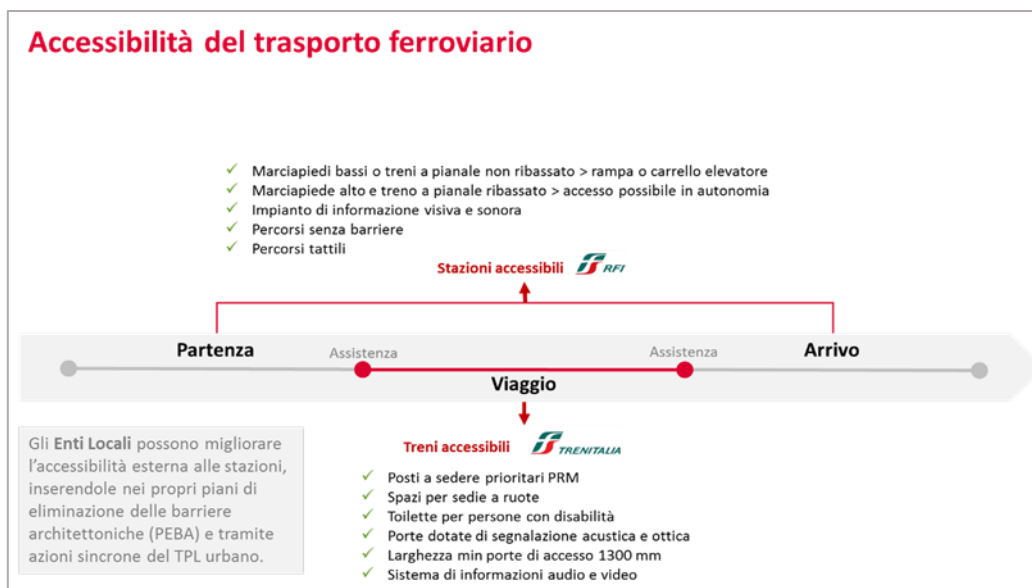 Accessibilità del trasporto ferroviario
Marciapiedi bassi o treni a pianale non ribassato > rampa o carrello elevatore
Marciapiede alto e treno a pianale ribassato > accesso possibile in autonomia
Impianto di informazione visiva e sonora
Percorsi senza barriere
Percorsi tattili
Stazioni accessibili RFI
Partenza
Assistenza
Viaggio
Assistenza
Arrivo
Treni accessibili TRENITALIA
Posti a sedere prioritari PRM
Spazi per sedie a ruote
Toilette per persone con disabilità
Porte dotate di segnalazione acustica e ottica
Larghezza min porte di accesso 1300 mm
Sistema di informazioni audio e video
Gli Enti Locali possono migliorare
l'accessibilità esterna alle stazioni,
inserendole nei propri piani di
eliminazione delle barriere
architettoniche (PEBA) e tramite
azioni sincrone del TPL urbano.